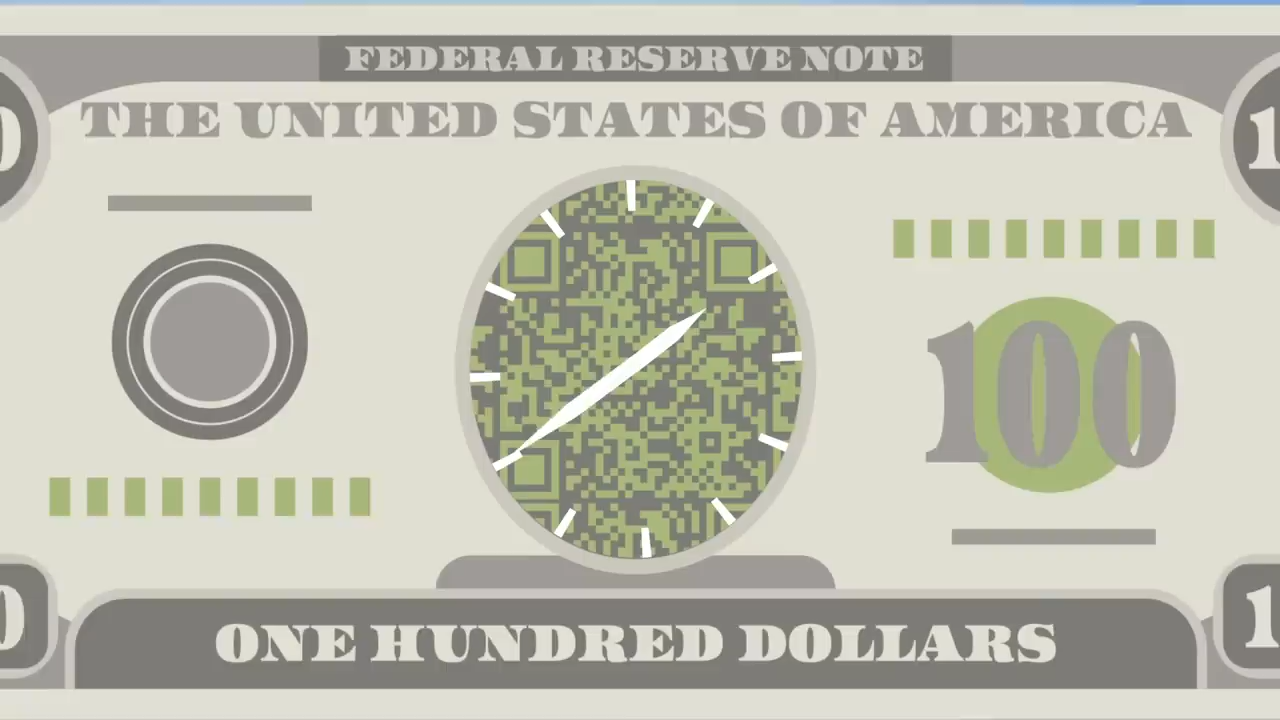 FEDERAL RESERVE NOTE
THE UNITED STATES OF AMERICA
100
ONE HUNDRED DOLLARS